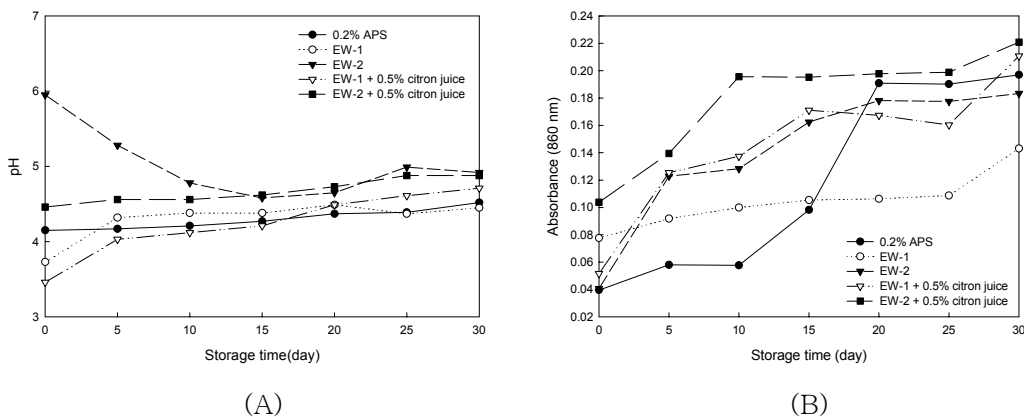 7
6
5
4
3
pH
0 5 10 15 20 25 30
Storage time(day)
0.2% APS
EW-1
EW-2
EW-1 + 0.5% citron juice
EW-2 + 0.5% citron juice
(A)
0.24
0.22
0.20
0.18
0.16
0.14
0.12
0.10
0.08
0.06
0.04
0.02
Absorbance (860 nm)
0 5 10 15 20 25 30
Storage time (day)
0.2% APS
EW-1
EW-2
EW-1 + 0.5% citron juice
EW-2 + 0.5% citron juice
(B)